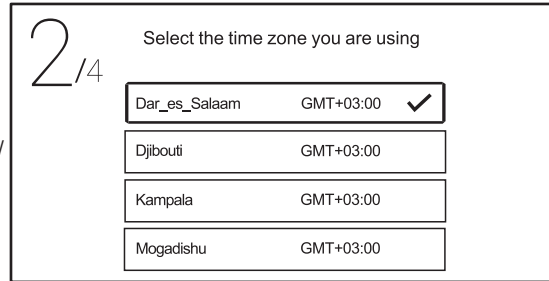 2/4
Select the time zone you are using
Dar_es_Salaam GMT+03:00 ✓
Djibouti GMT+03:00
Kampala GMT+03:00
Mogadishu GMT+03:00